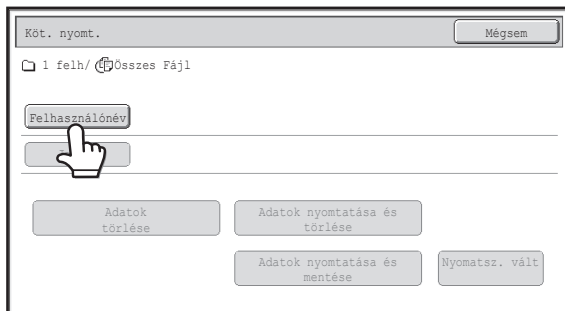 Köt. nyomt.
Mégsem
1 felh/ Összes Fájl
Felhasználónév
Adatok
törlése
Adatok nyomtatása és
törlése
Adatok nyomtatása és
mentése
Nyomatsz. vált